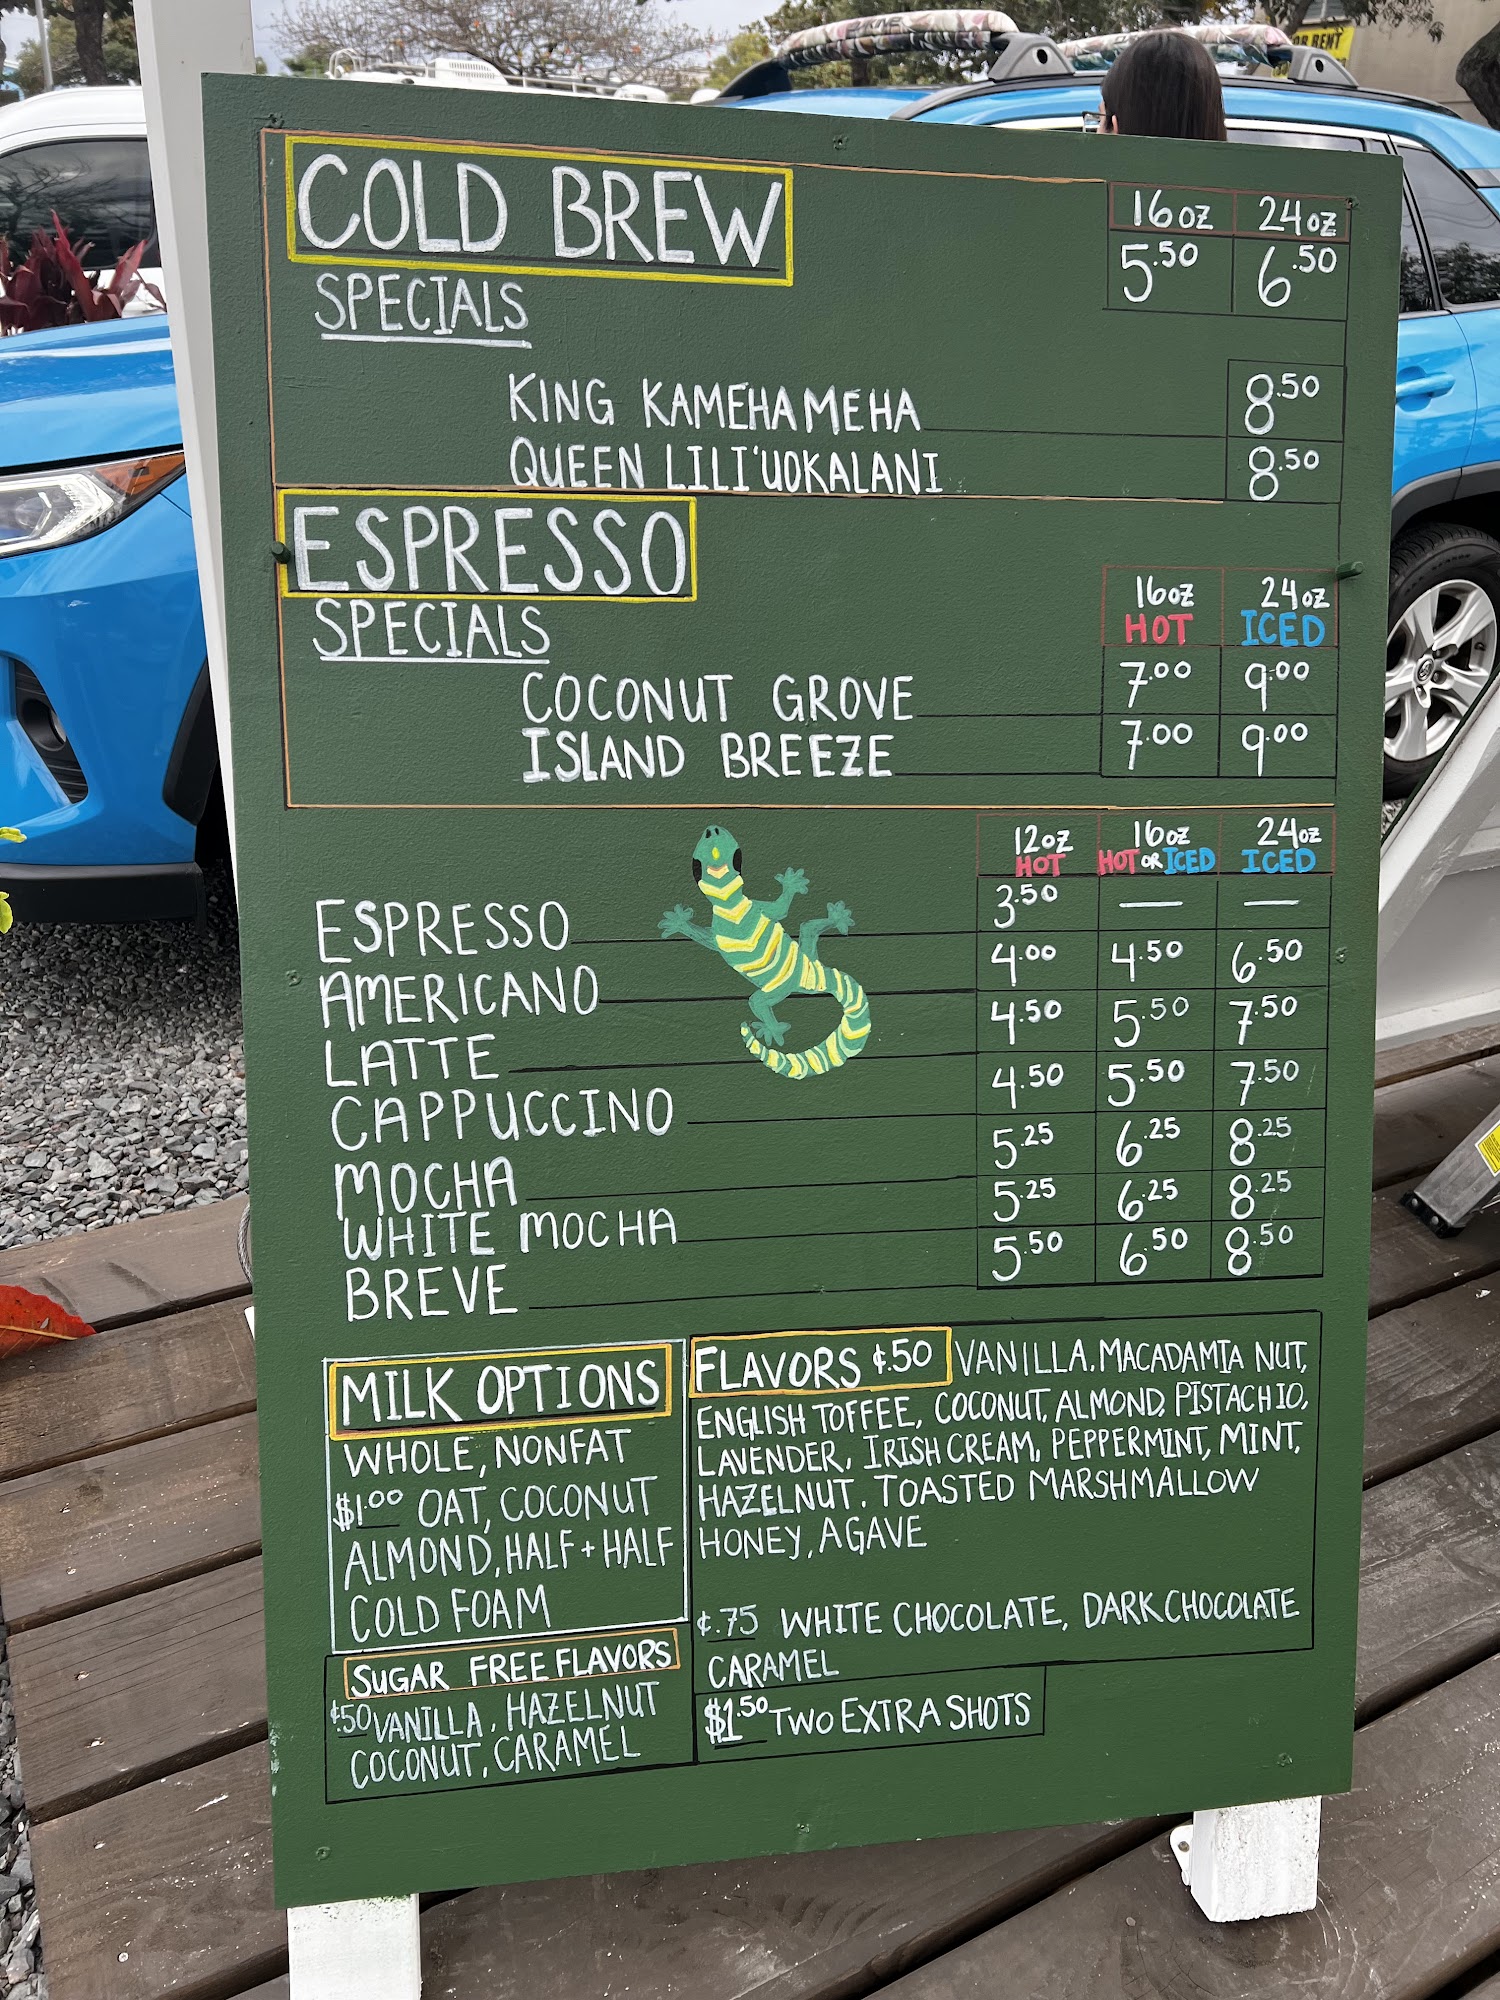 OR RENT
COLD BREW
16oz 24oz
5.50 6.50
SPECIALS
KING KAMEHAMEHA 8.50
QUEEN LILI'UOKALANI 8.50
ESPRESSO
16oz 24oz
HOT ICED
SPECIALS
COCONUT GROVE 7.00 9.00
ISLAND BREEZE 7.00 9.00
12oz 16oz 24oz
HOT HOT OR ICED ICED
ESPRESSO 3.50 — —
AMERICANO 4.00 4.50 6.50
LATTE 4.50 5.50 7.50
CAPPUCCINO 4.50 5.50 7.50
MOCHA 5.25 6.25 8.25
WHITE MOCHA 5.25 6.25 8.25
BREVE 5.50 6.50 8.50
MILK OPTIONS
WHOLE, NONFAT
$1.00 OAT, COCONUT
ALMOND, HALF + HALF
COLD FOAM
SUGAR FREE FLAVORS
¢.50 VANILLA, HAZELNUT
COCONUT, CARAMEL
FLAVORS ¢.50 VANILLA, MACADAMIA NUT,
ENGLISH TOFFEE, COCONUT, ALMOND, PISTACHIO,
LAVENDER, IRISH CREAM, PEPPERMINT, MINT,
HAZELNUT, TOASTED MARSHMALLOW
HONEY, AGAVE
¢.75 WHITE CHOCOLATE, DARK CHOCOLATE
CARAMEL
$1.50 TWO EXTRA SHOTS